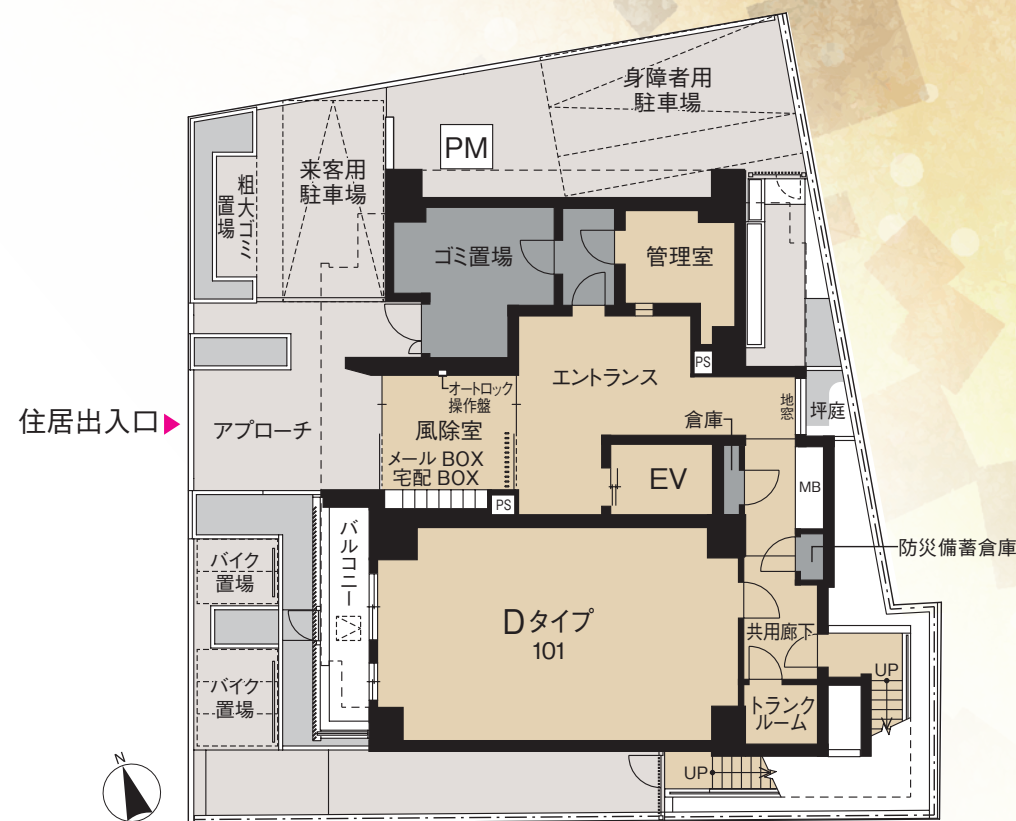 身障者用
駐車場
PM
来客用
駐車場
粗大ゴミ
置場
ゴミ置場
管理室
PS
エントランス
オートロック
操作盤
風除室
メール BOX
宅配 BOX
住居出入口
アプローチ
地窓
坪庭
倉庫
EV
MB
PS
防災備蓄倉庫
バルコニー
バイク
置場
Dタイプ
101
共用廊下
UP
バイク
置場
トランク
ルーム
UP
N